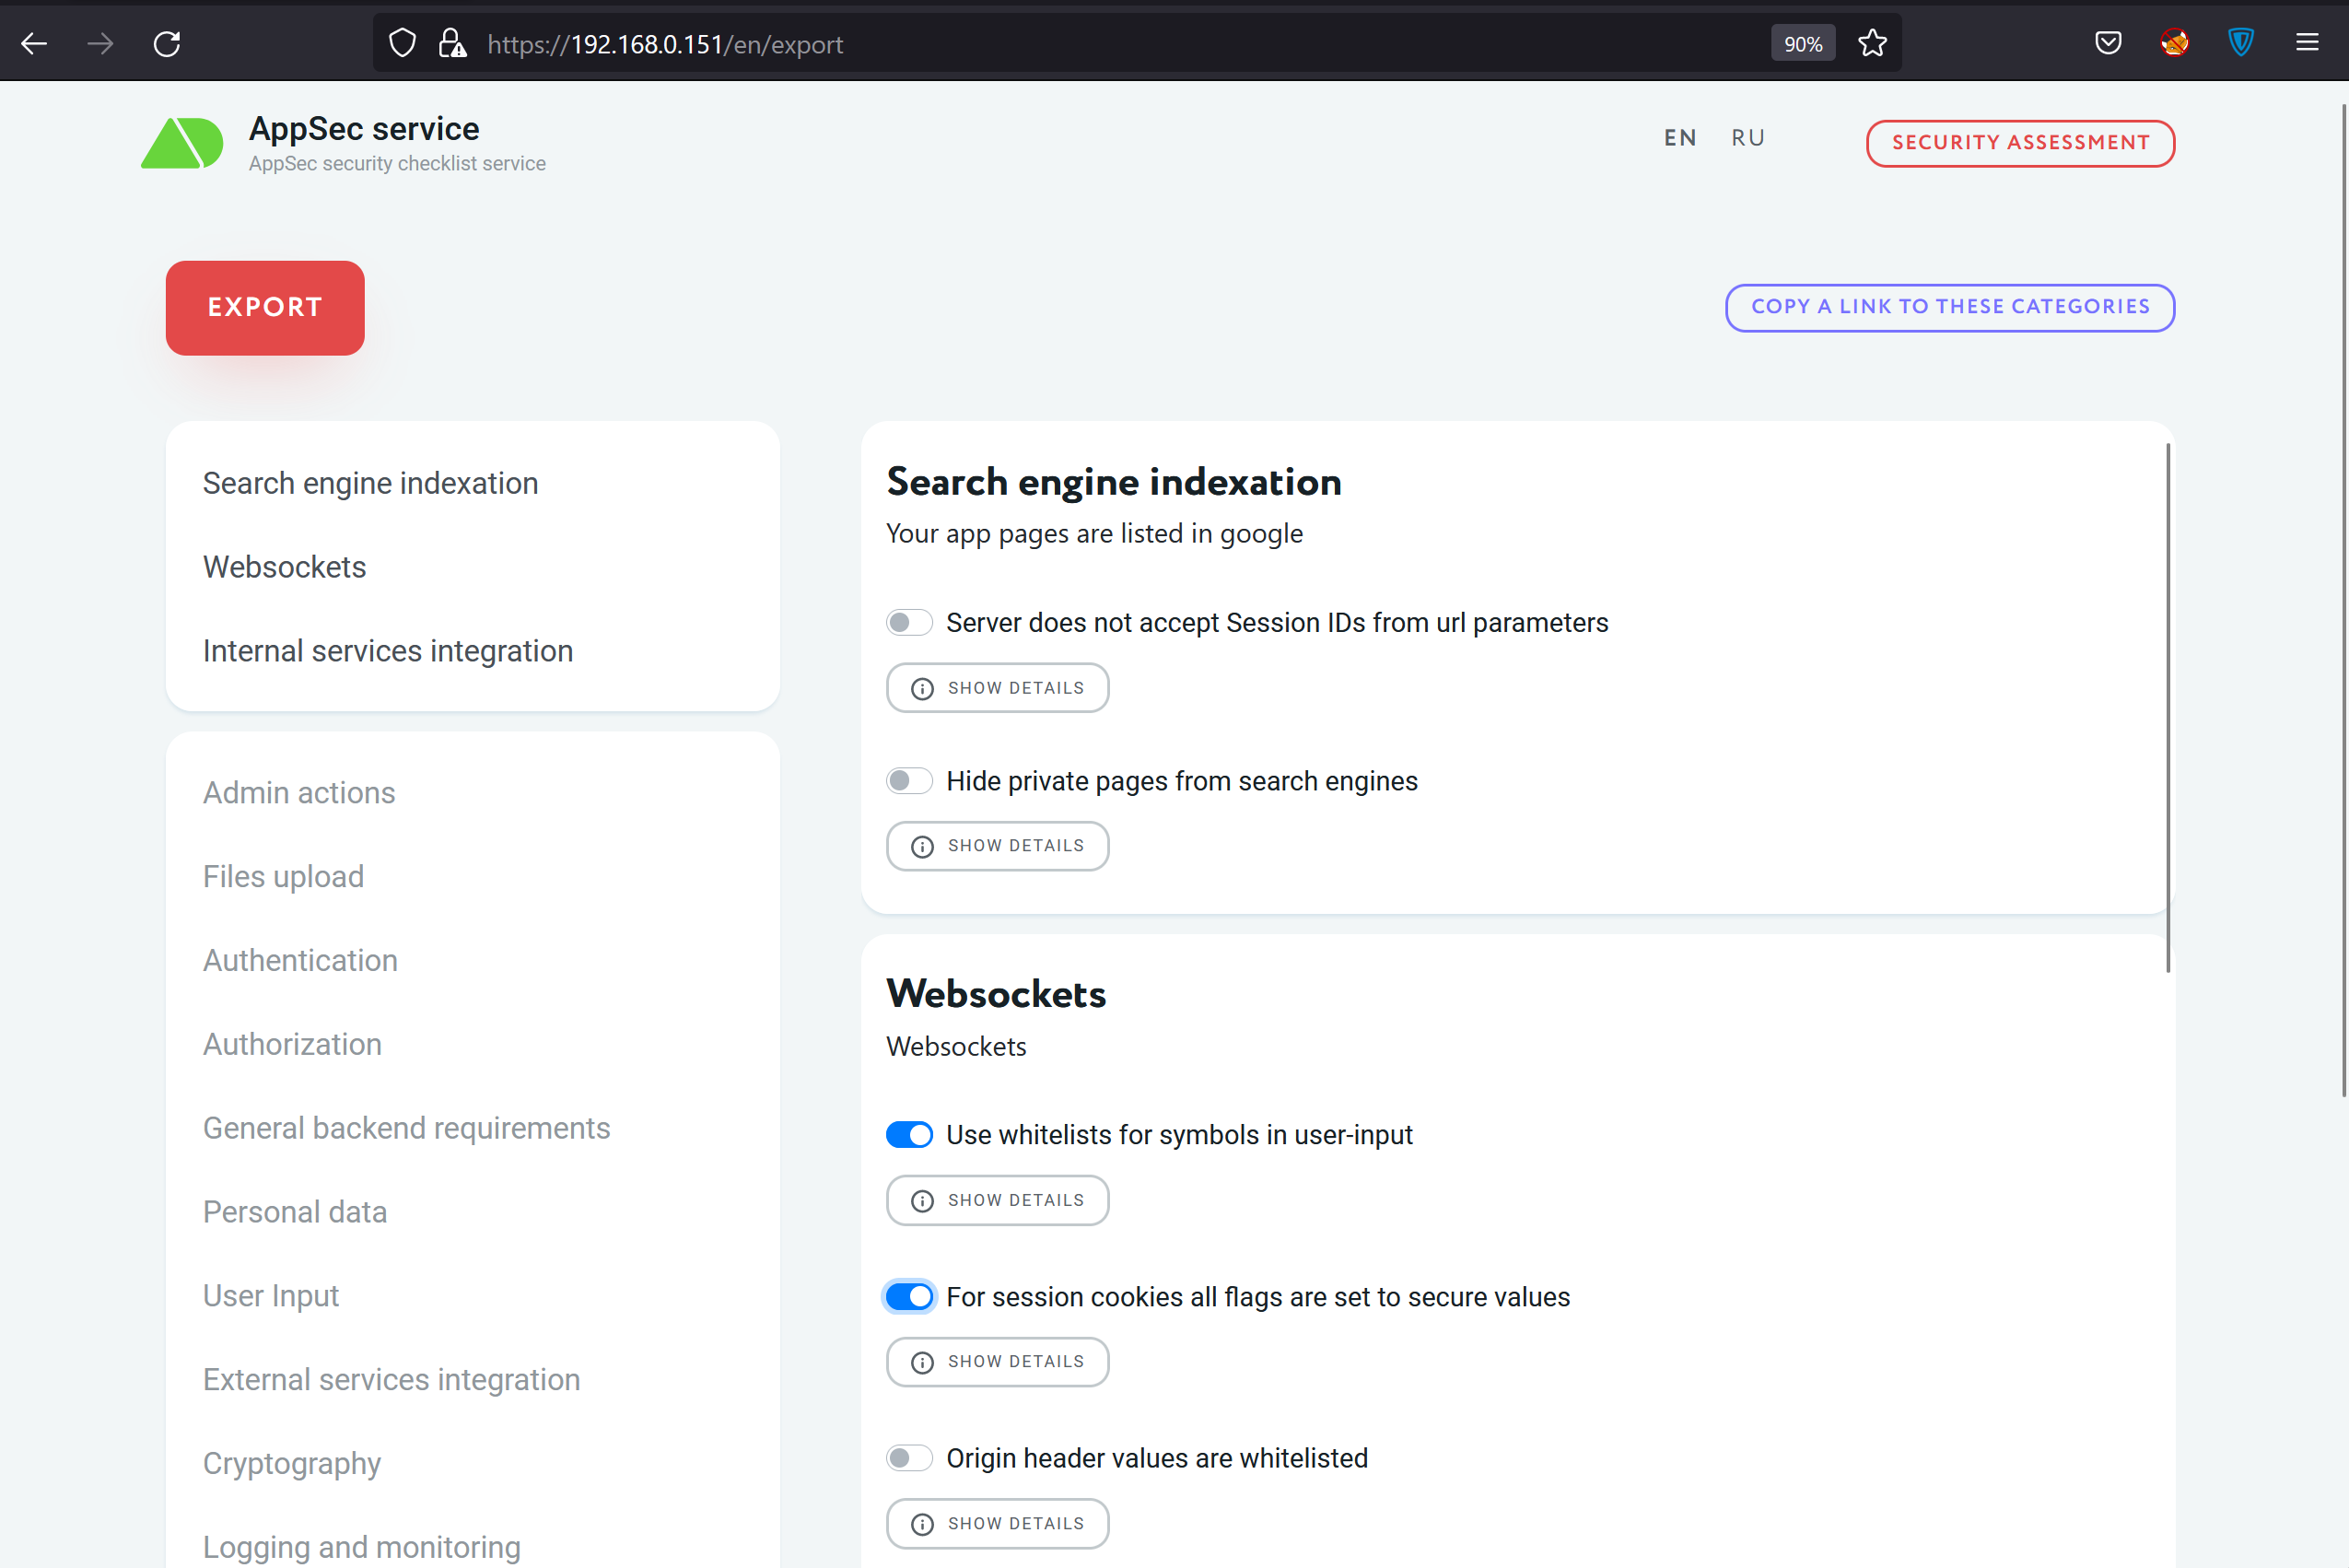 https://192.168.0.151/en/export
90%
AppSec service
AppSec security checklist service
EN
RU
SECURITY ASSESSMENT
EXPORT
COPY A LINK TO THESE CATEGORIES
Search engine indexation
Websockets
Internal services integration
Admin actions
Files upload
Authentication
Authorization
General backend requirements
Personal data
User Input
External services integration
Cryptography
Logging and monitoring
Search engine indexation
Your app pages are listed in google
Server does not accept Session IDs from url parameters
SHOW DETAILS
Hide private pages from search engines
SHOW DETAILS
Websockets
Websockets
Use whitelists for symbols in user-input
SHOW DETAILS
For session cookies all flags are set to secure values
SHOW DETAILS
Origin header values are whitelisted
SHOW DETAILS